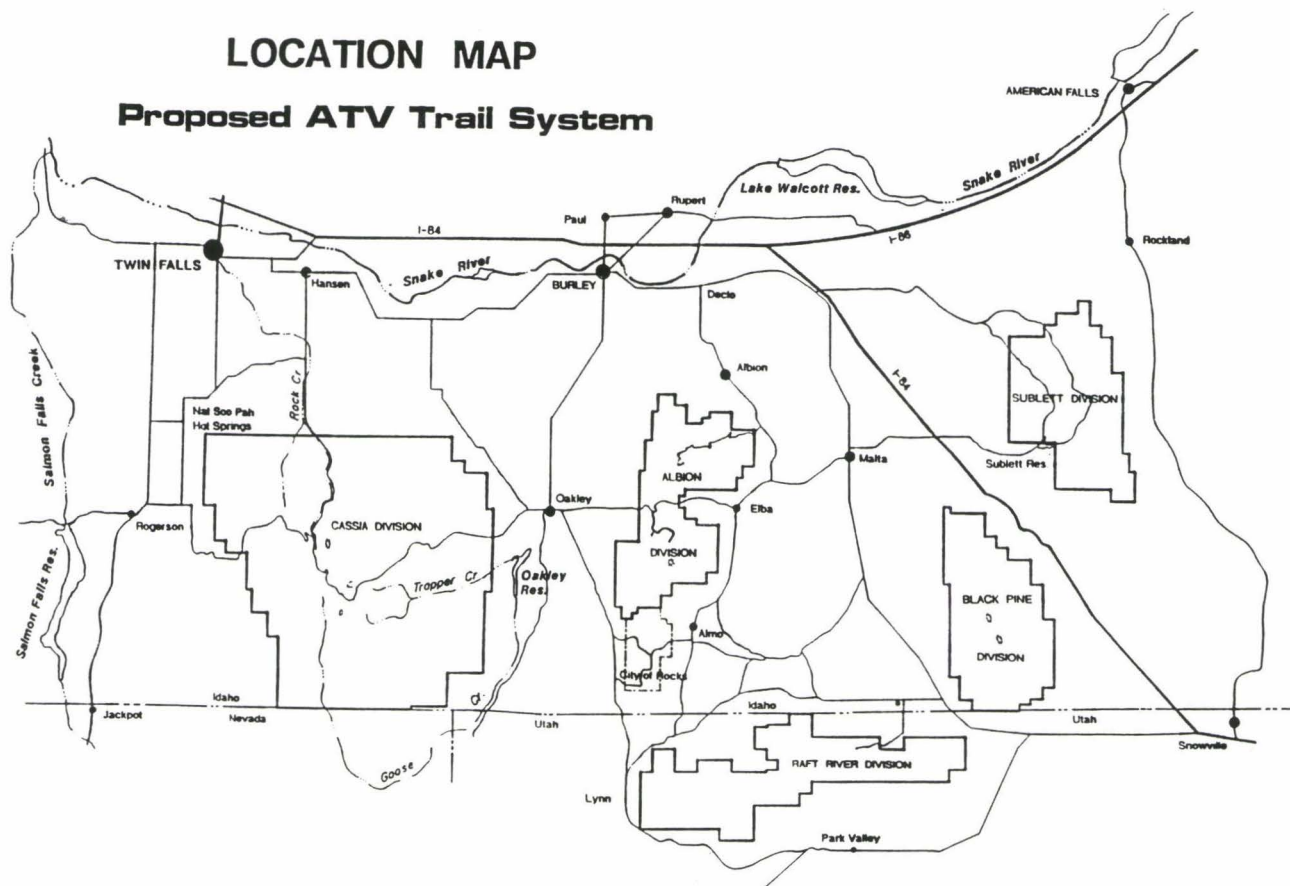 LOCATION MAP
Proposed ATV Trail System
AMERICAN FALLS
Snake River
Lake Walcott Res.
Rupert
Paul
I-84
I-86
Rockland
TWIN FALLS
Snake River
Hansen
BURLEY
Declo
Salmon Falls Creek
Rock Cr
Albion
I-84
SUBLETT DIVISION
Nat Soo Pah
Hot Springs
Malta
Sublett Res.
ALBION
Oakley
Elba
Rogerson
CASSIA DIVISION
DIVISION
Salmon Falls Res.
Trapper Cr
Oakley
Res.
BLACK PINE
DIVISION
Almo
City of Rocks
Idaho
Jackpot
Nevada
Cr.
Utah
Idaho
Utah
Snowville
Goose
RAFT RIVER DIVISION
Lynn
Park Valley